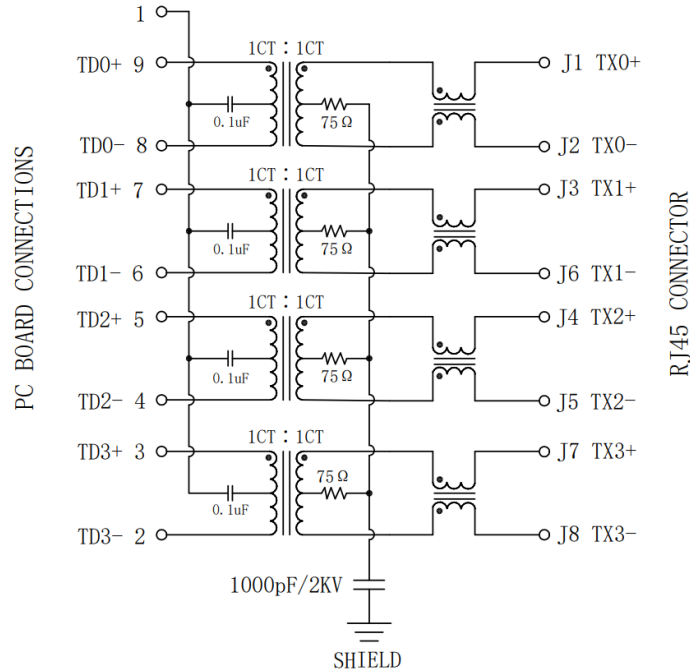 1
1CT : 1CT
TD0+ 9
J1 TX0+
0.1uF
75Ω
TD0- 8
J2 TX0-
1CT : 1CT
TD1+ 7
J3 TX1+
0.1uF
75Ω
TD1- 6
J6 TX1-
1CT : 1CT
TD2+ 5
J4 TX2+
0.1uF
75Ω
TD2- 4
J5 TX2-
1CT : 1CT
TD3+ 3
J7 TX3+
75Ω
0.1uF
TD3- 2
J8 TX3-
1000pF/2KV
SHIELD
PC BOARD CONNECTIONS
RJ45 CONNECTOR